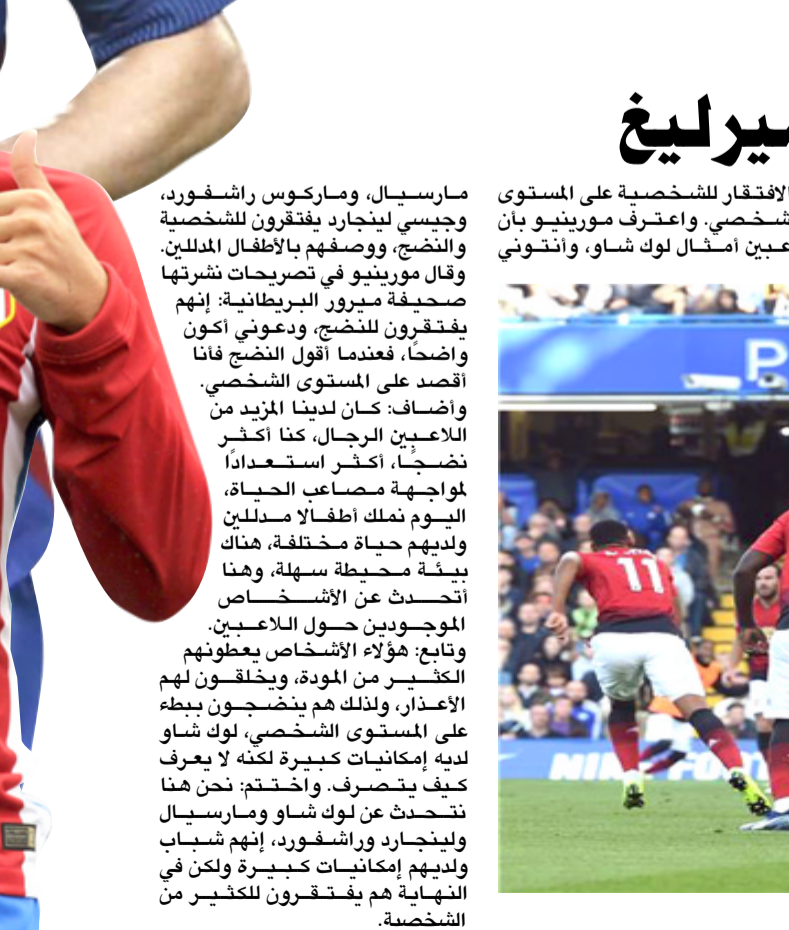 يرليغ
الافتقار للشخصية على المستوى
شخصي. واعترف مورينيو بأن
عبين أمثال لوك شاو، وأنتوني
مارسيال، وماركوس راشفورد،
وجيسي لينجارد يفتقرون للشخصية
والنضج، ووصفهم بالأطفال المدللين.
وقال مورينيو في تصريحات نشرتها
صحيفة ميرور البريطانية: إنهم
يفتقرون للنضج، ودعوني أكون
واضحًا، فعندما أقول النضج فأنا
أقصد على المستوى الشخصي.
وأضاف: كان لدينا المزيد من
اللاعبين الرجال، كنا أكثر
نضجًا، أكثر استعدادًا
لمواجهة مصاعب الحياة،
اليوم نملك أطفالا مدللين
ولديهم حياة مختلفة، هناك
بيئة محيطة سهلة، وهنا
أتحدث عن الأشخاص
الموجودين حول اللاعبين.
وتابع: هؤلاء الأشخاص يعطونهم
الكثير من المودة، ويخلقون لهم
الأعذار، ولذلك هم ينضجون ببطء
على المستوى الشخصي، لوك شاو
لديه إمكانيات كبيرة لكنه لا يعرف
كيف يتصرف. واختتم: نحن هنا
نتحدث عن لوك شاو ومارسيال
ولينجارد وراشفورد، إنهم شباب
ولديهم إمكانيات كبيرة ولكن في
النهاية هم يفتقرون للكثير من
الشخصية.
P
11